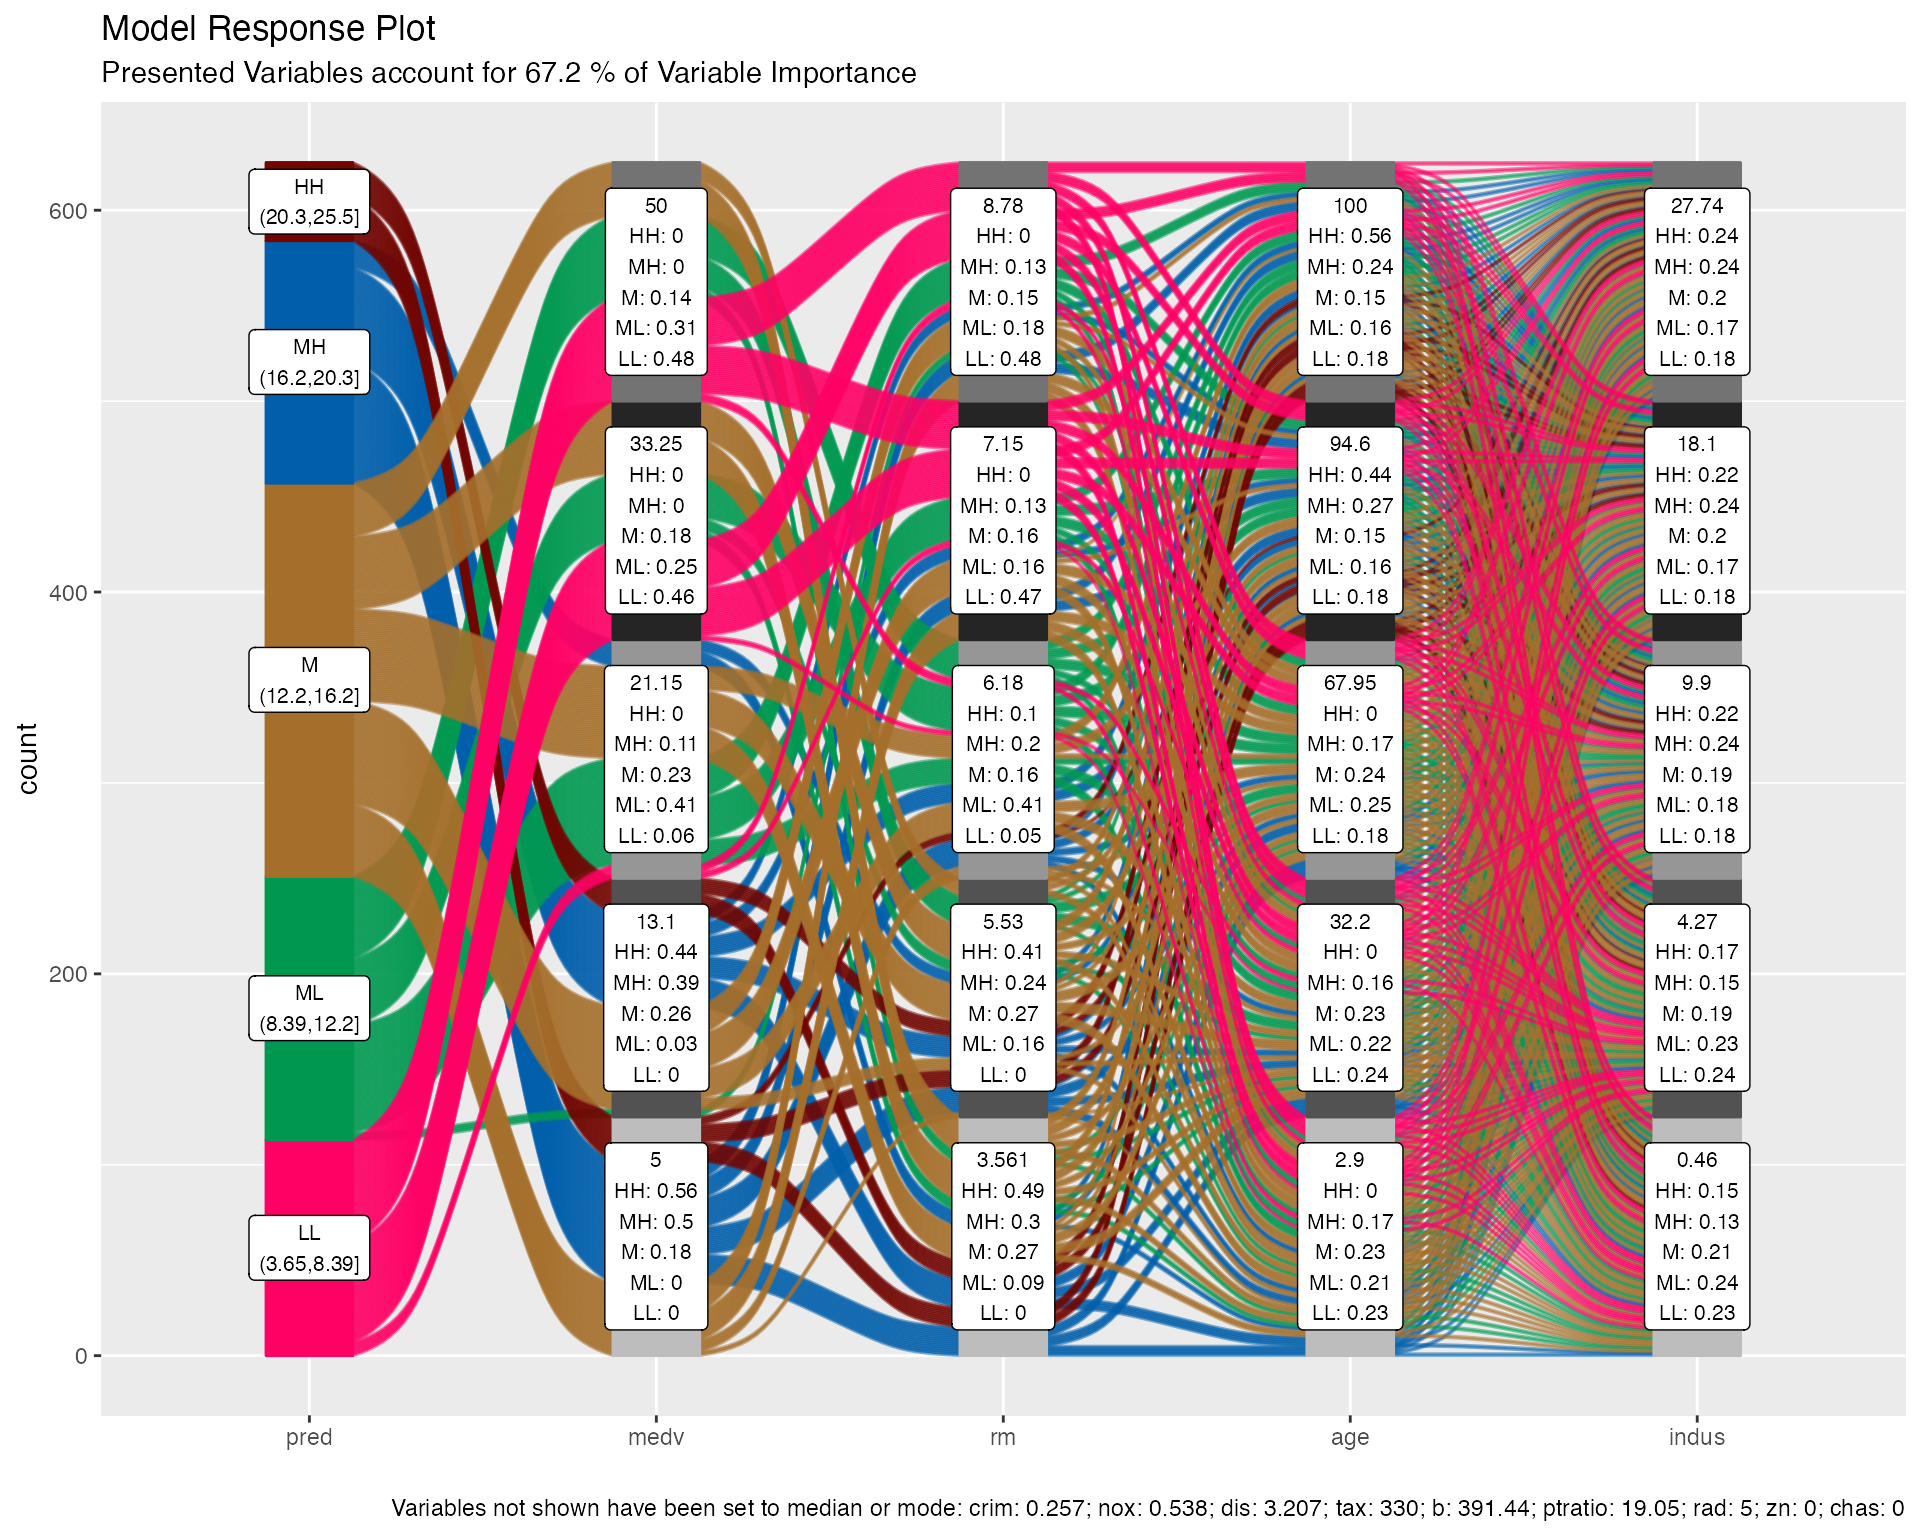 Model Response Plot
Presented Variables account for 67.2 % of Variable Importance
count
600
400
200
0
HH
(20.3,25.5]
MH
(16.2,20.3]
M
(12.2,16.2]
ML
(8.39,12.2]
LL
(3.65,8.39]
50
HH: 0
MH: 0
M: 0.14
ML: 0.31
LL: 0.48
33.25
HH: 0
MH: 0
M: 0.18
ML: 0.25
LL: 0.46
21.15
HH: 0
MH: 0.11
M: 0.23
ML: 0.41
LL: 0.06
13.1
HH: 0.44
MH: 0.39
M: 0.26
ML: 0.03
LL: 0
5
HH: 0.56
MH: 0.5
M: 0.18
ML: 0
LL: 0
8.78
HH: 0
MH: 0.13
M: 0.15
ML: 0.18
LL: 0.48
7.15
HH: 0
MH: 0.13
M: 0.16
ML: 0.16
LL: 0.47
6.18
HH: 0.1
MH: 0.2
M: 0.16
ML: 0.41
LL: 0.05
5.53
HH: 0.41
MH: 0.24
M: 0.27
ML: 0.16
LL: 0
3.561
HH: 0.49
MH: 0.3
M: 0.27
ML: 0.09
LL: 0
100
HH: 0.56
MH: 0.24
M: 0.15
ML: 0.16
LL: 0.18
94.6
HH: 0.44
MH: 0.27
M: 0.15
ML: 0.16
LL: 0.18
67.95
HH: 0
MH: 0.17
M: 0.24
ML: 0.25
LL: 0.18
32.2
HH: 0
MH: 0.16
M: 0.23
ML: 0.22
LL: 0.24
2.9
HH: 0
MH: 0.17
M: 0.23
ML: 0.21
LL: 0.23
27.74
HH: 0.24
MH: 0.24
M: 0.2
ML: 0.17
LL: 0.18
18.1
HH: 0.22
MH: 0.24
M: 0.2
ML: 0.17
LL: 0.18
9.9
HH: 0.22
MH: 0.24
M: 0.19
ML: 0.18
LL: 0.18
4.27
HH: 0.17
MH: 0.15
M: 0.19
ML: 0.23
LL: 0.24
0.46
HH: 0.15
MH: 0.13
M: 0.21
ML: 0.24
LL: 0.23
pred
medv
rm
age
indus
Variables not shown have been set to median or mode: crim: 0.257; nox: 0.538; dis: 3.207; tax: 330; b: 391.44; ptratio: 19.05; rad: 5; zn: 0; chas: 0